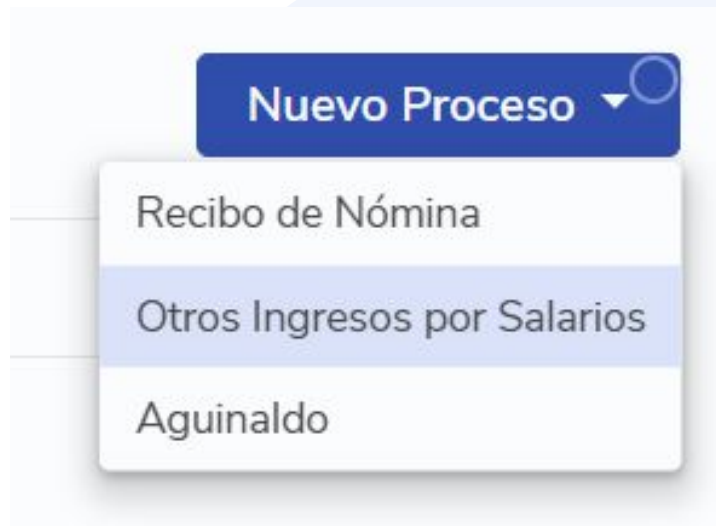 Nuevo Proceso
Recibo de Nómina
Otros Ingresos por Salarios
Aguinaldo